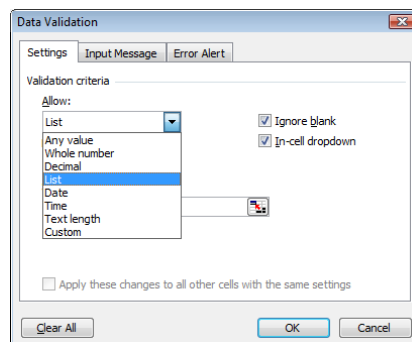 Data Validation
Settings Input Message Error Alert
Validation criteria
Allow:
List
Ignore blank
Any value
In-cell dropdown
Whole number
Decimal
List
Date
Time
Text length
Custom
Apply these changes to all other cells with the same settings
Clear All OK Cancel